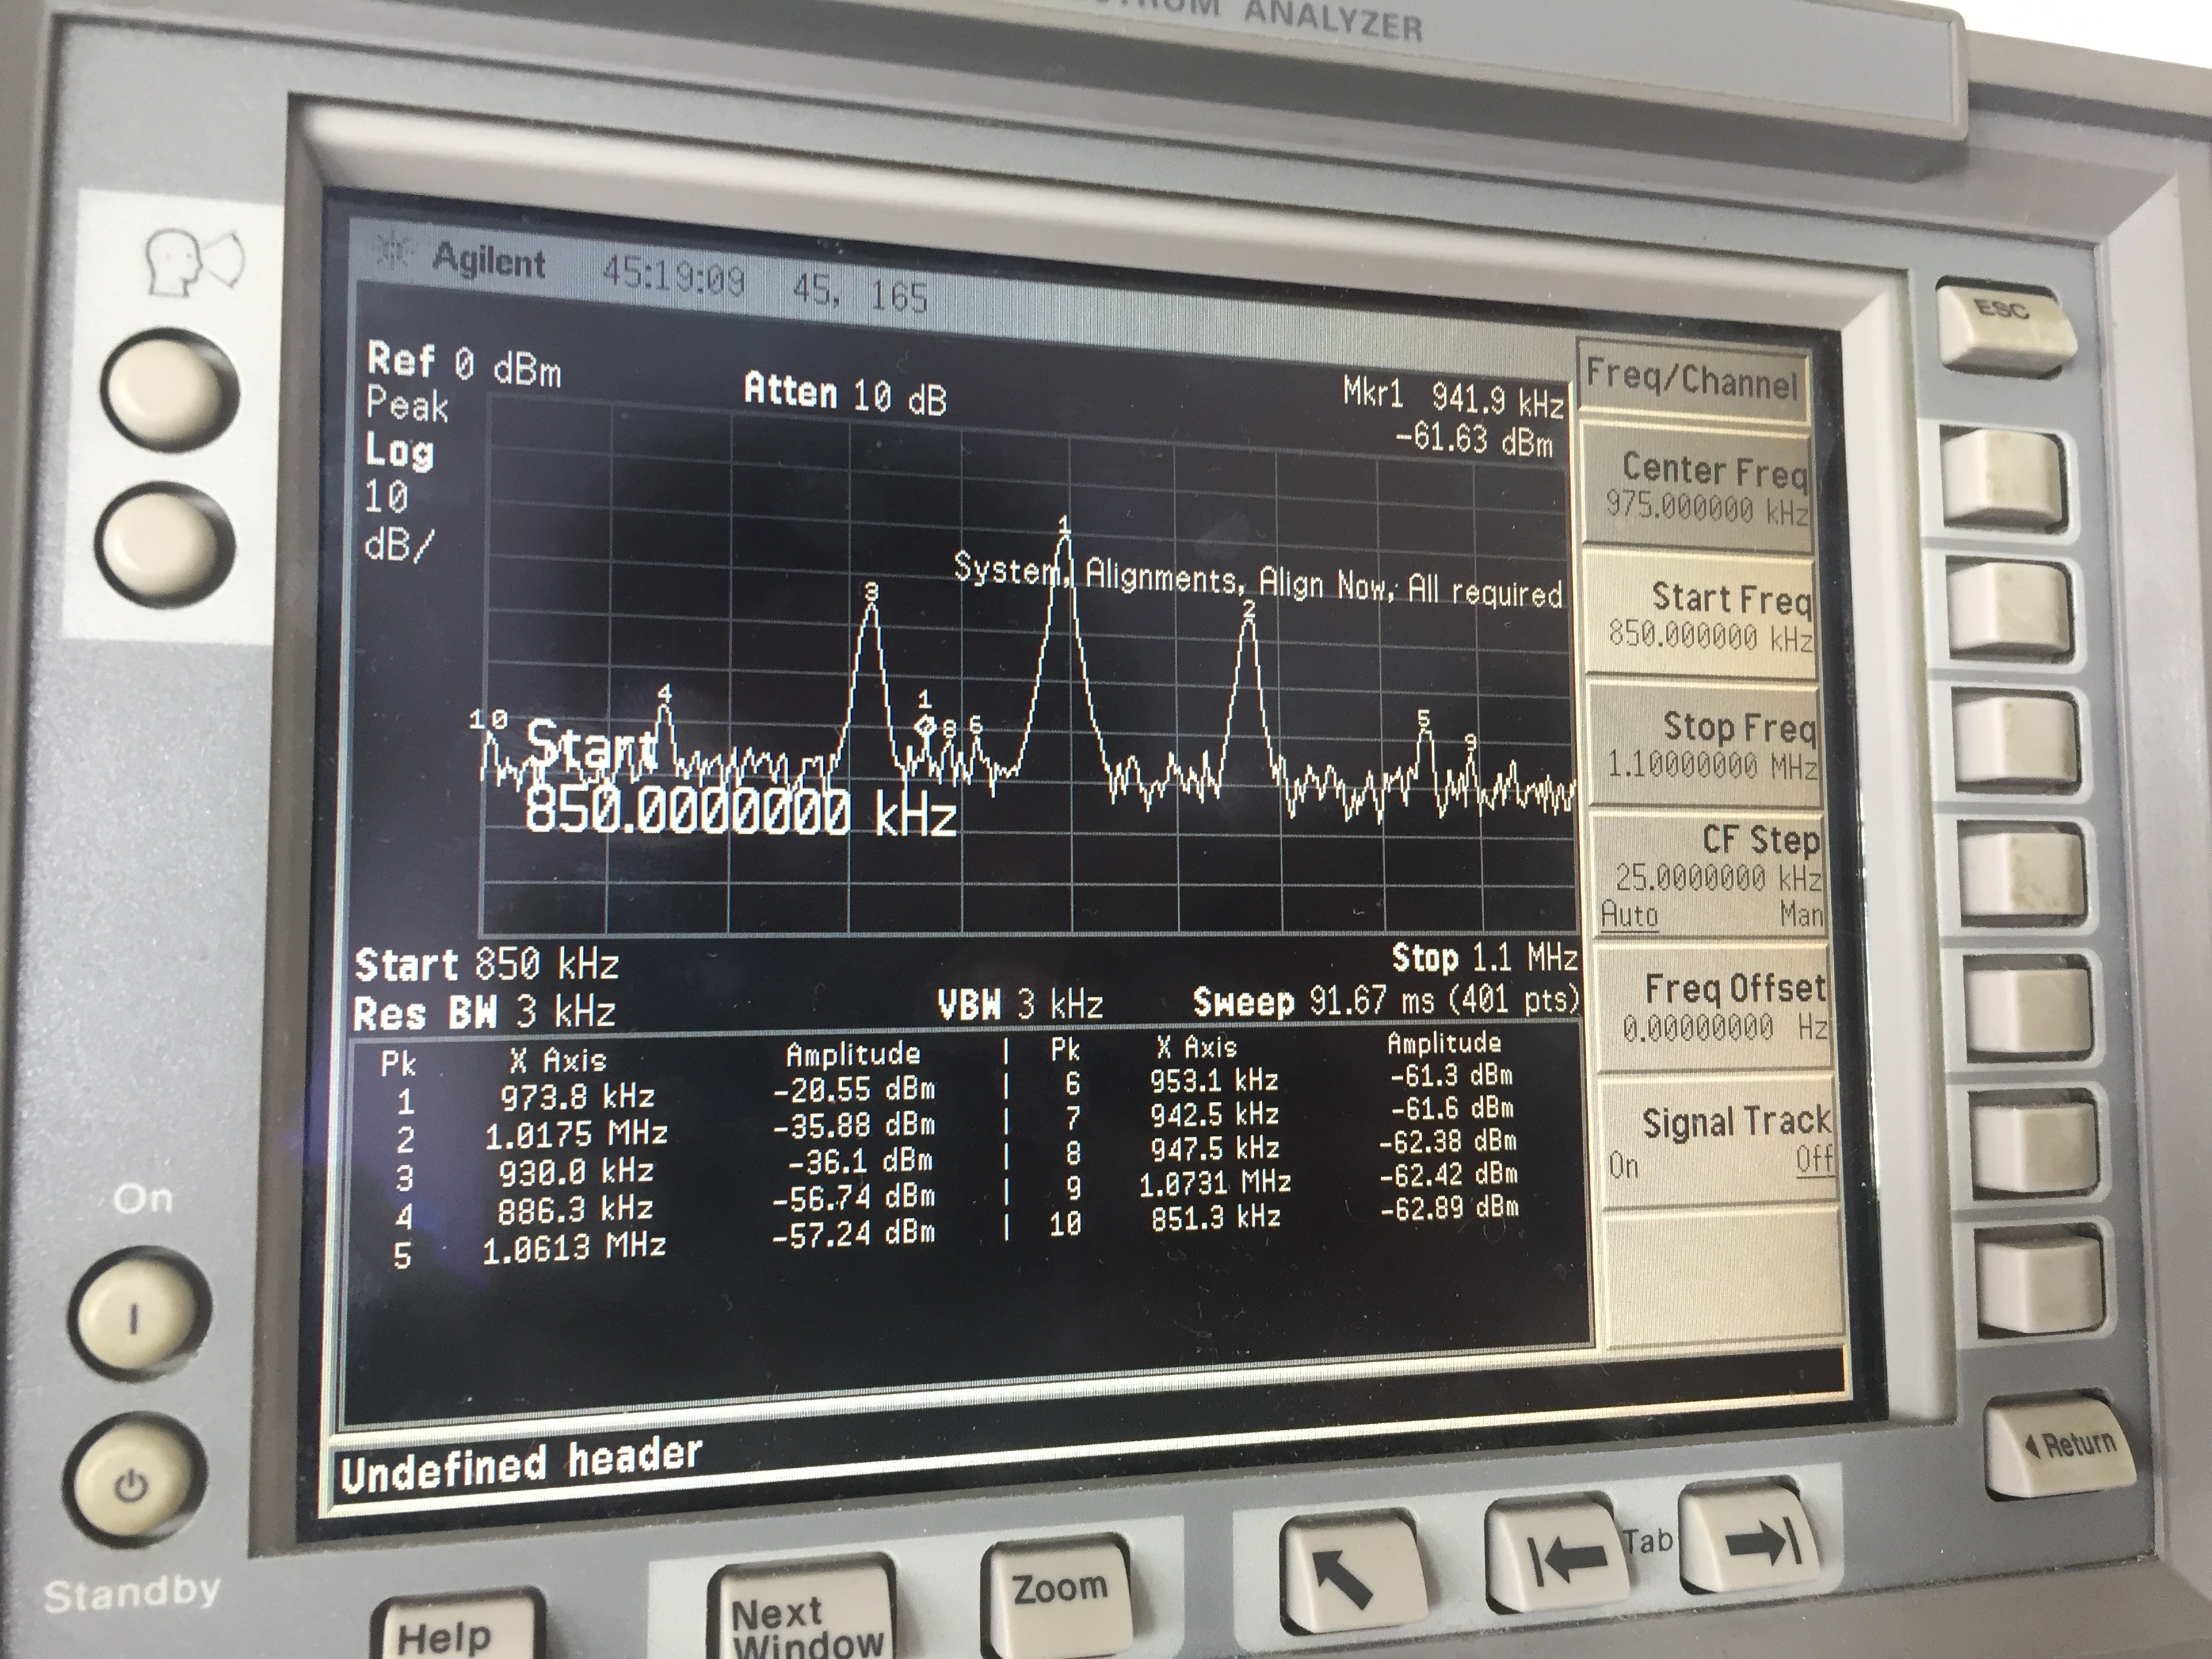 ANALYZER
Agilent 45:19:09 45, 165
Ref 0 dBm
Atten 10 dB
Mkr1 941.9 kHz
-61.63 dBm
Peak
Log
10
dB/
1
System, Alignments, Align Now, All required
3
2
4
1
10
8
6
5
9
Start
850.0000000 kHz
Start 850 kHz
Stop 1.1 MHz
Res BW 3 kHz
VBW 3 kHz
Sweep 91.67 ms (401 pts)
Pk X Axis Amplitude | Pk X Axis Amplitude
1 973.8 kHz -20.55 dBm | 6 953.1 kHz -61.3 dBm
2 1.0175 MHz -35.88 dBm | 7 942.5 kHz -61.6 dBm
3 930.0 kHz -36.1 dBm | 8 947.5 kHz -62.38 dBm
4 886.3 kHz -56.74 dBm | 9 1.0731 MHz -62.42 dBm
5 1.0613 MHz -57.24 dBm | 10 851.3 kHz -62.89 dBm
Undefined header
Freq/Channel
Center Freq
975.000000 kHz
Start Freq
850.000000 kHz
Stop Freq
1.10000000 MHz
CF Step
25.0000000 kHz
Auto Man
Freq Offset
0.00000000 Hz
Signal Track
On Off
ESC
Return
On
Standby
Help
Next
Window
Zoom
Tab